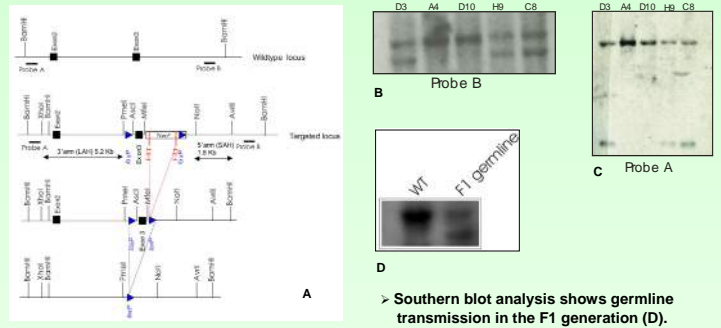 BamHI
Exon2
Exon3
BamHI
Wildtype locus
Probe A
Probe B
BamHI
XhoI
BamHI
Exon2
PmeI
AscI
MfeI
NotI
AvrII
BamHI
Neo
Targeted locus
Exon3
Probe A
3'arm (LAH) 5.2 Kb
5'arm (SAH)
1.8 Kb
Probe B
BamHI
XhoI
BamHI
Exon2
PmeI
AscI
MfeI
NotI
AvrII
BamHI
Exon 3
BamHI
XhoI
BamHI
PmeI
NotI
AvrII
BamHI
A
D3 A4 D10 H9 C8
Probe B
B
D3 A4 D10 H9 C8
Probe A
C
WT F1 germline
D
➢ Southern blot analysis shows germline
transmission in the F1 generation (D).